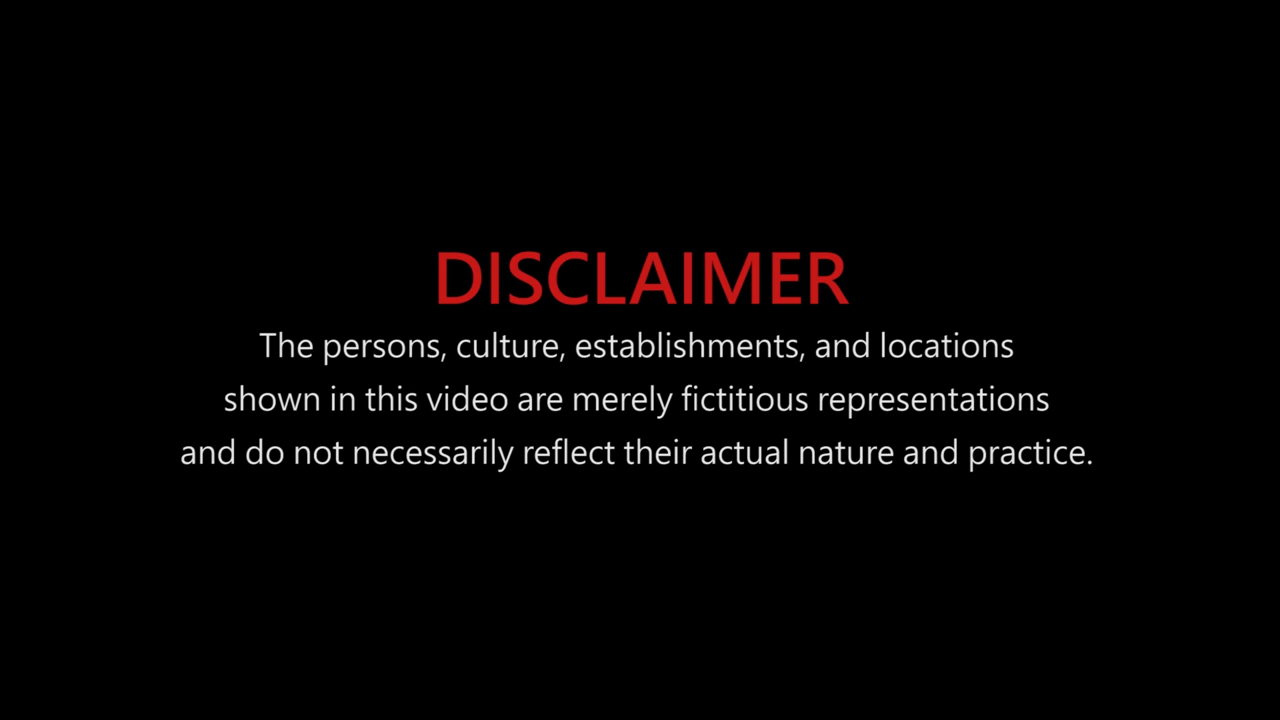 DISCLAIMER
The persons, culture, establishments, and locations
shown in this video are merely fictitious representations
and do not necessarily reflect their actual nature and practice.